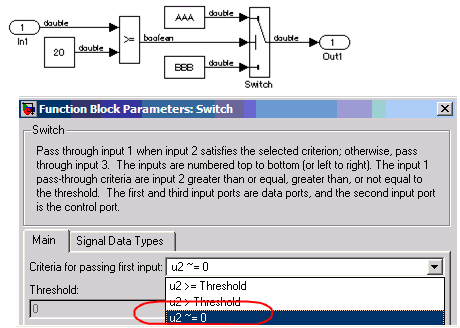 double
AAA
double
1
In1
>=
boolean
double
1
Out1
20
double
BBB
double
Switch
Function Block Parameters: Switch
Switch
Pass through input 1 when input 2 satisfies the selected criterion; otherwise, pass
through input 3. The inputs are numbered top to bottom (or left to right). The input 1
pass-through criteria are input 2 greater than or equal, greater than, or not equal to
the threshold. The first and third input ports are data ports, and the second input port
is the control port.
Main
Signal Data Types
Criteria for passing first input: u2 ~= 0
u2 >= Threshold
Threshold:
u2 > Threshold
0
u2 ~= 0